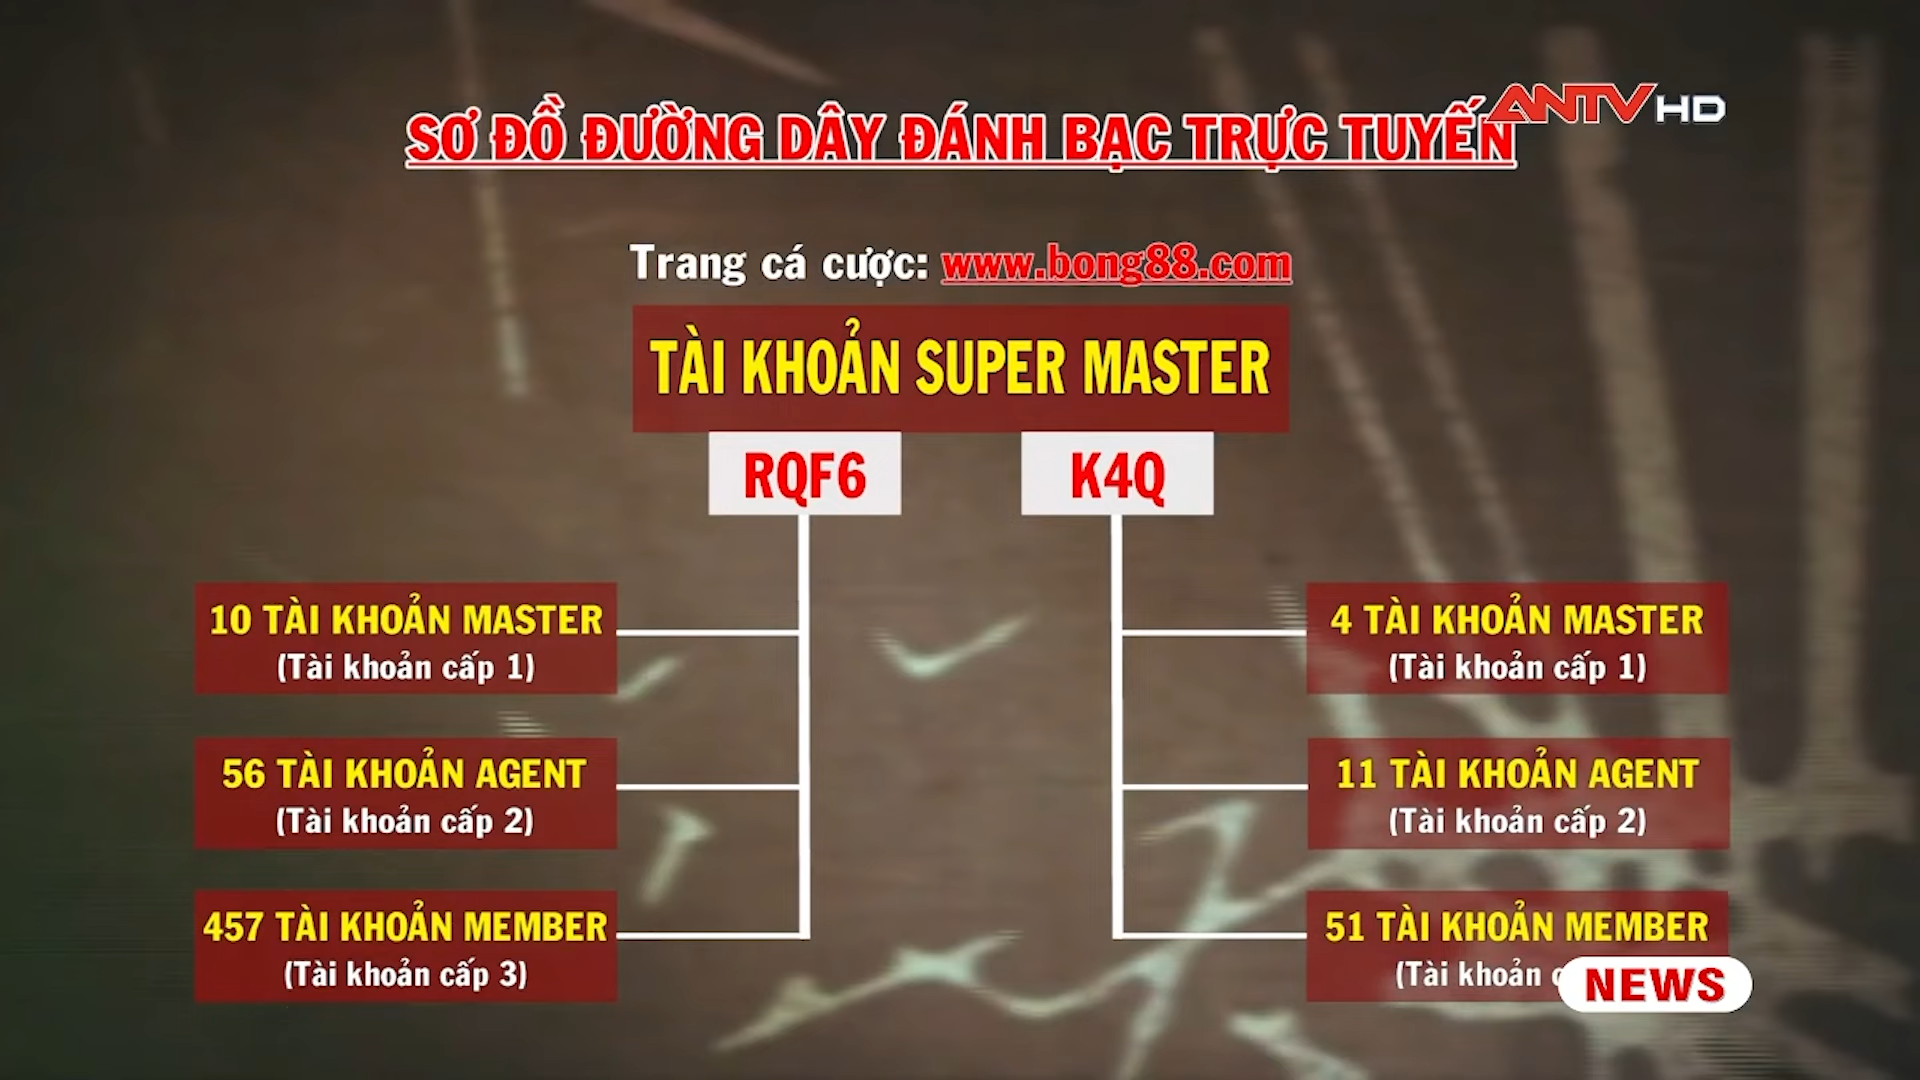 ANTV HD
SƠ ĐỒ ĐƯỜNG DÂY ĐÁNH BẠC TRỰC TUYẾN
Trang cá cược: www.bong88.com
TÀI KHOẢN SUPER MASTER
RQF6
K4Q
10 TÀI KHOẢN MASTER
(Tài khoản cấp 1)
56 TÀI KHOẢN AGENT
(Tài khoản cấp 2)
457 TÀI KHOẢN MEMBER
(Tài khoản cấp 3)
4 TÀI KHOẢN MASTER
(Tài khoản cấp 1)
11 TÀI KHOẢN AGENT
(Tài khoản cấp 2)
51 TÀI KHOẢN MEMBER
(Tài khoản
NEWS